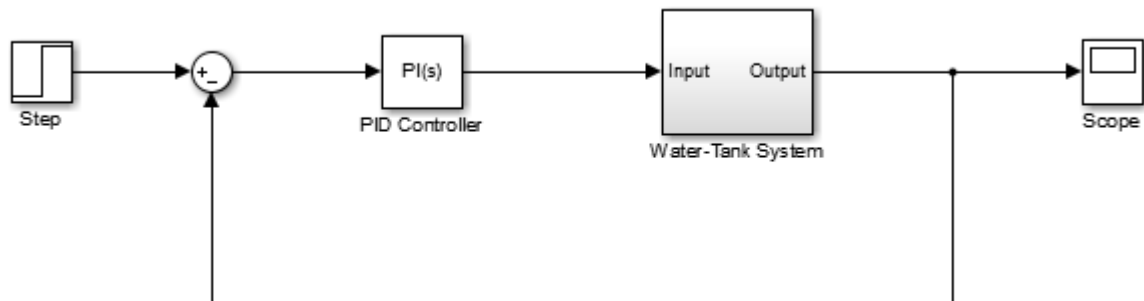 PI(s)
Input
Output
Step
PID Controller
Water-Tank System
Scope